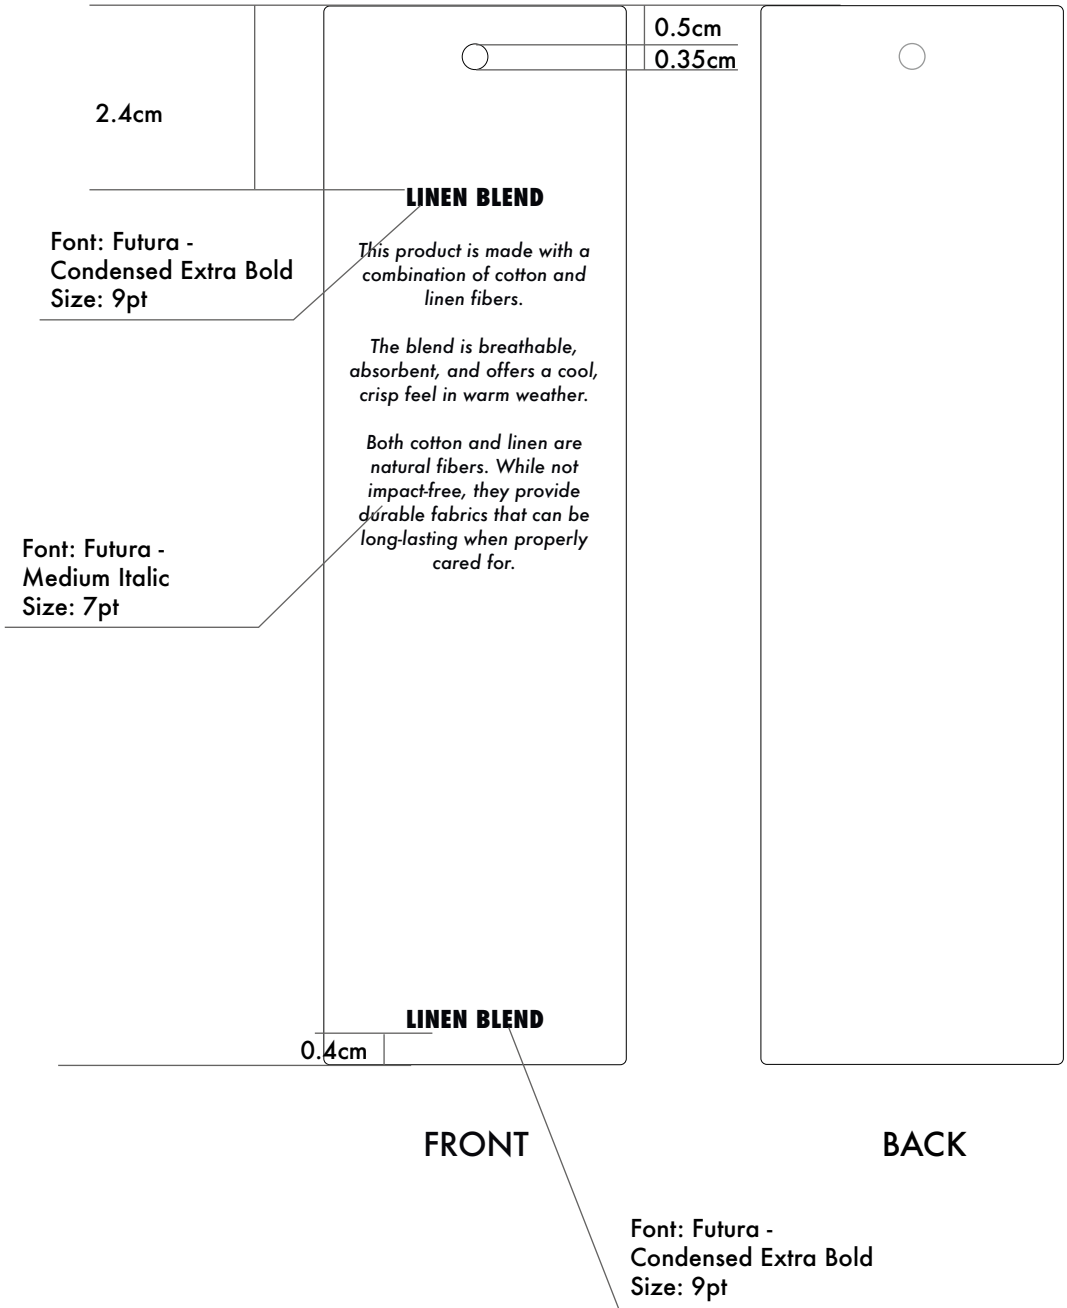 0.5cm
0.35cm
2.4cm
LINEN BLEND
Font: Futura -
Condensed Extra Bold
Size: 9pt
This product is made with a
combination of cotton and
linen fibers.
The blend is breathable,
absorbent, and offers a cool,
crisp feel in warm weather.
Both cotton and linen are
natural fibers. While not
impact-free, they provide
durable fabrics that can be
long-lasting when properly
cared for.
Font: Futura -
Medium Italic
Size: 7pt
LINEN BLEND
0.4cm
FRONT
BACK
Font: Futura -
Condensed Extra Bold
Size: 9pt